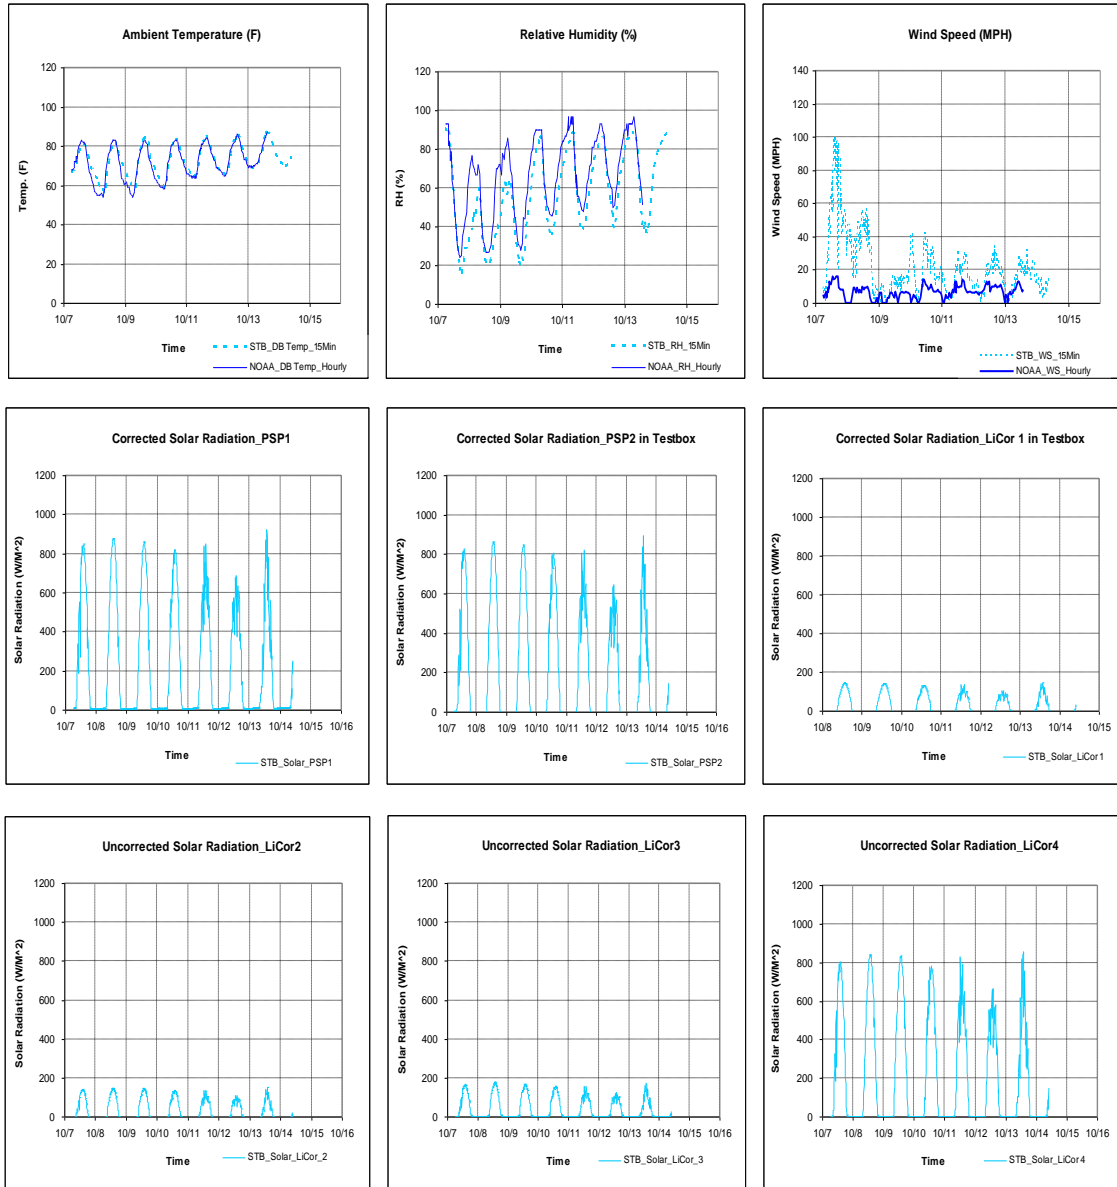 Ambient Temperature (F)
120
100
80
60
40
20
0
Temp. (F)
10/7 10/9 10/11 10/13 10/15
Time
STB_DB Temp_15Min
NOAA_DB Temp_Hourly
Relative Humidity (%)
120
100
80
60
40
20
0
RH (%)
10/7 10/9 10/11 10/13 10/15
Time
STB_RH_15Min
NOAA_RH_Hourly
Wind Speed (MPH)
140
120
100
80
60
40
20
0
Wind Speed (MPH)
10/7 10/9 10/11 10/13 10/15
Time
STB_WS_15Min
NOAA_WS_Hourly
Corrected Solar Radiation_PSP1
1200
1000
800
600
400
200
0
Solar Radiation (W/M^2)
10/7 10/8 10/9 10/10 10/11 10/12 10/13 10/14 10/15 10/16
Time
STB_Solar_PSP1
Corrected Solar Radiation_PSP2 in Testbox
1200
1000
800
600
400
200
0
Solar Radiation (W/M^2)
10/7 10/8 10/9 10/10 10/11 10/12 10/13 10/14 10/15 10/16
Time
STB_Solar_PSP2
Corrected Solar Radiation_LiCor 1 in Testbox
1200
1000
800
600
400
200
0
Solar Radiation (W/M^2)
10/8 10/9 10/10 10/11 10/12 10/13 10/14 10/15
Time
STB_Solar_LiCor 1
Uncorrected Solar Radiation_LiCor2
1200
1000
800
600
400
200
0
Solar Radiation (W/M^2)
10/7 10/8 10/9 10/10 10/11 10/12 10/13 10/14 10/15 10/16
Time
STB_Solar_LiCor_2
Uncorrected Solar Radiation_LiCor3
1200
1000
800
600
400
200
0
Solar Radiation (W/M^2)
10/7 10/8 10/9 10/10 10/11 10/12 10/13 10/14 10/15 10/16
Time
STB_Solar_LiCor_3
Uncorrected Solar Radiation_LiCor4
1200
1000
800
600
400
200
0
Solar Radiation (W/M^2)
10/7 10/8 10/9 10/10 10/11 10/12 10/13 10/14 10/15 10/16
Time
STB_Solar_LiCor 4